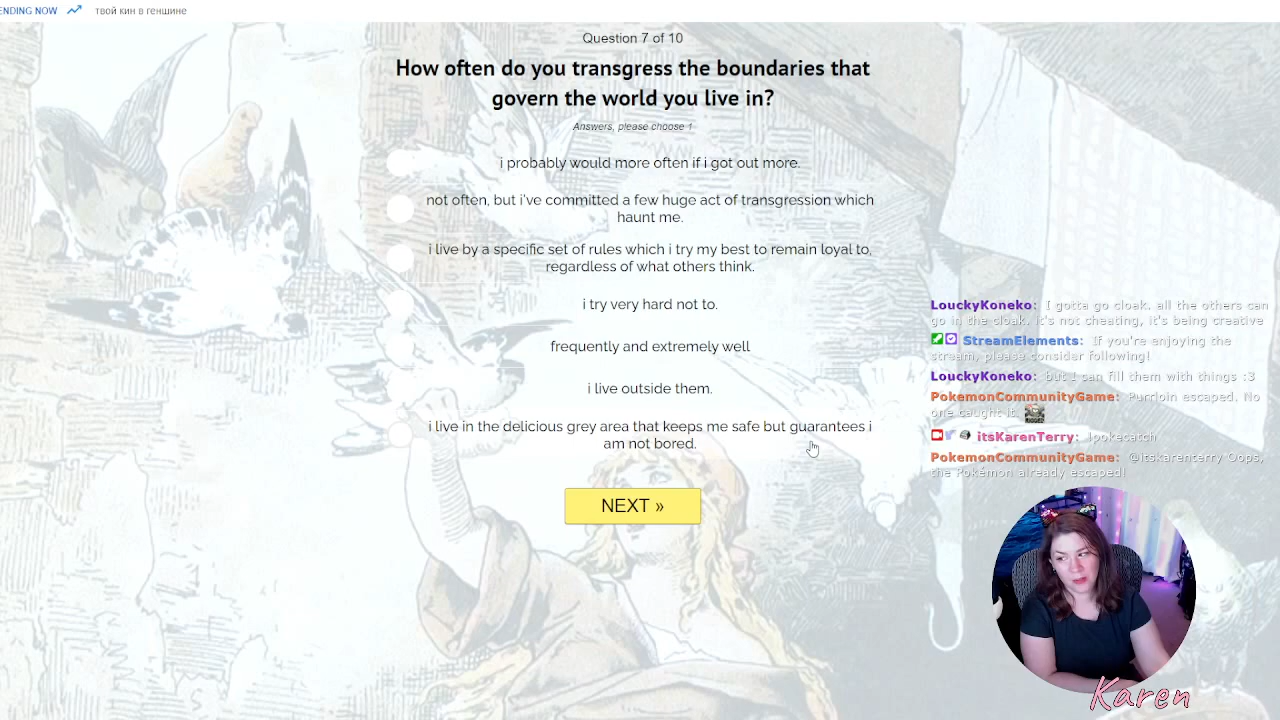 ENDING NOW твой кин в геншине
Question 7 of 10
How often do you transgress the boundaries that
govern the world you live in?
Answers, please choose 1
i probably would more often if i got out more.
not often, but i've committed a few huge act of transgression which
haunt me.
i live by a specific set of rules which i try my best to remain loyal to,
regardless of what others think.
i try very hard not to.
frequently and extremely well
i live outside them.
i live in the delicious grey area that keeps me safe but guarantees i
am not bored.
NEXT »
LouckyKoneko: I gotta go cloak. all the others can
go in the cloak. it's not cheating, it's being creative
StreamElements: If you're enjoying the
stream, please consider following!
LouckyKoneko: but I can fill them with things :3
PokemonCommunityGame: Purrloin escaped. No
one caught it.
itsKarenTerry: !pokecatch
PokemonCommunityGame: @itskarenterry Oops,
the Pokémon already escaped!
Karen